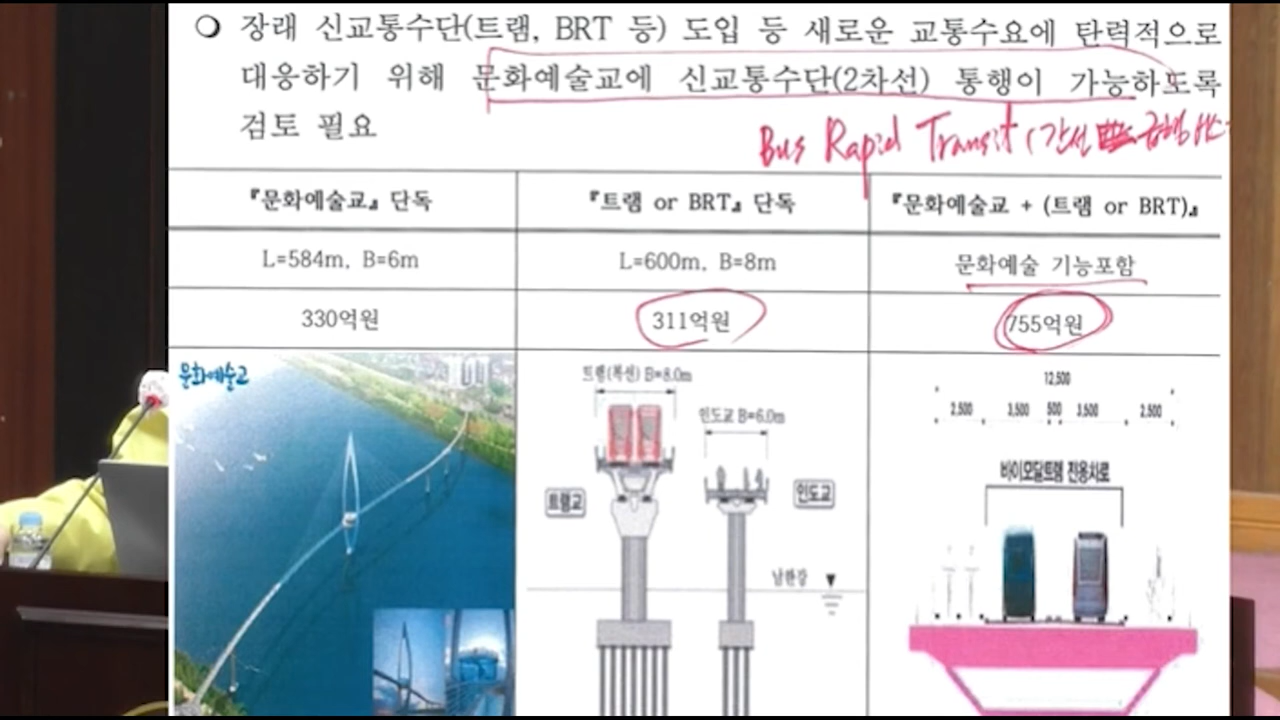 ❍ 장래 신교통수단(트램, BRT 등) 도입 등 새로운 교통수요에 탄력적으로
대응하기 위해 문화예술교에 신교통수단(2차선) 통행이 가능하도록
검토 필요
Bus Rapid Transit (간선 급행
『문화예술교』 단독 『트램 or BRT』 단독 『문화예술교 + (트램 or BRT)』
L=584m, B=6m L=600m, B=8m 문화예술 기능포함
330억원 311억원 755억원
문화예술교
트램(복선) B=8.0m
인도교 B=6.0m
트램교
인도교
남한강
12,500
2,500 3,500 500 3,500 2,500
바이모달트램 전용차로